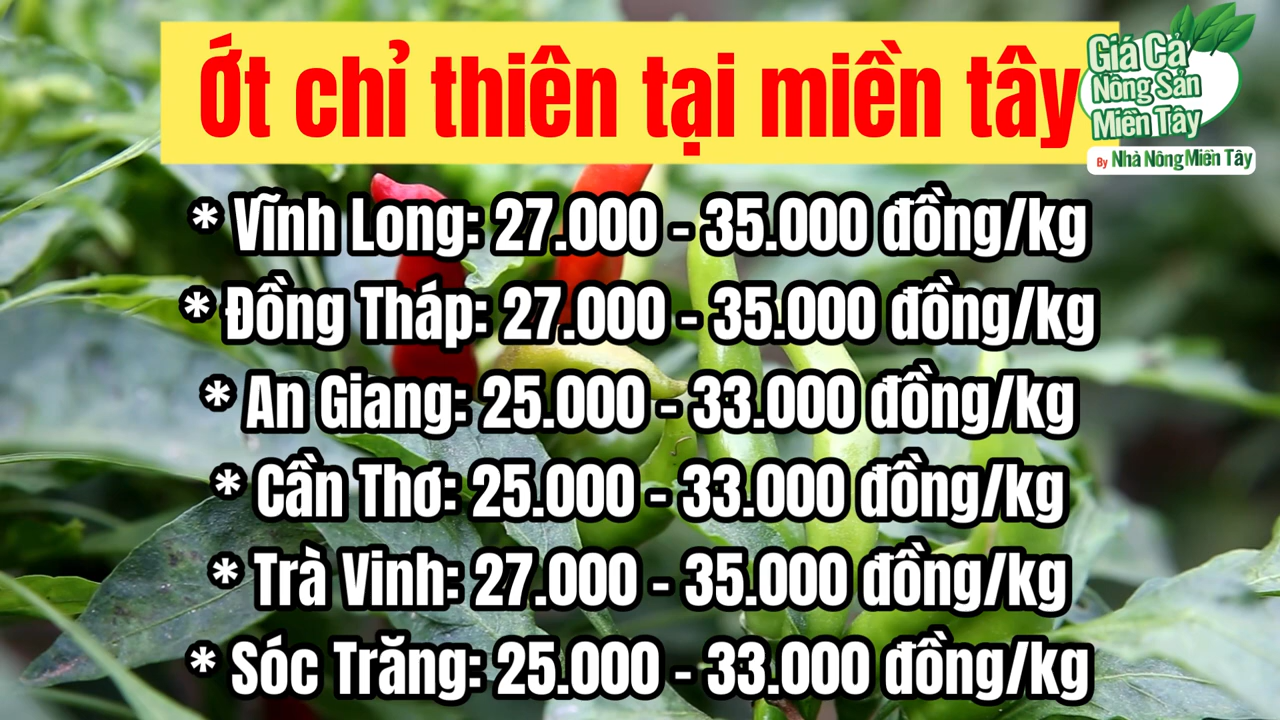 Ớt chỉ thiên tại miền tây
Giá Cả
Nông Sản
Miền Tây
By Nhà Nông Miền Tây
* Vĩnh Long: 27.000 - 35.000 đồng/kg
* Đồng Tháp: 27.000 - 35.000 đồng/kg
* An Giang: 25.000 - 33.000 đồng/kg
* Cần Thơ: 25.000 - 33.000 đồng/kg
* Trà Vinh: 27.000 - 35.000 đồng/kg
* Sóc Trăng: 25.000 - 33.000 đồng/kg